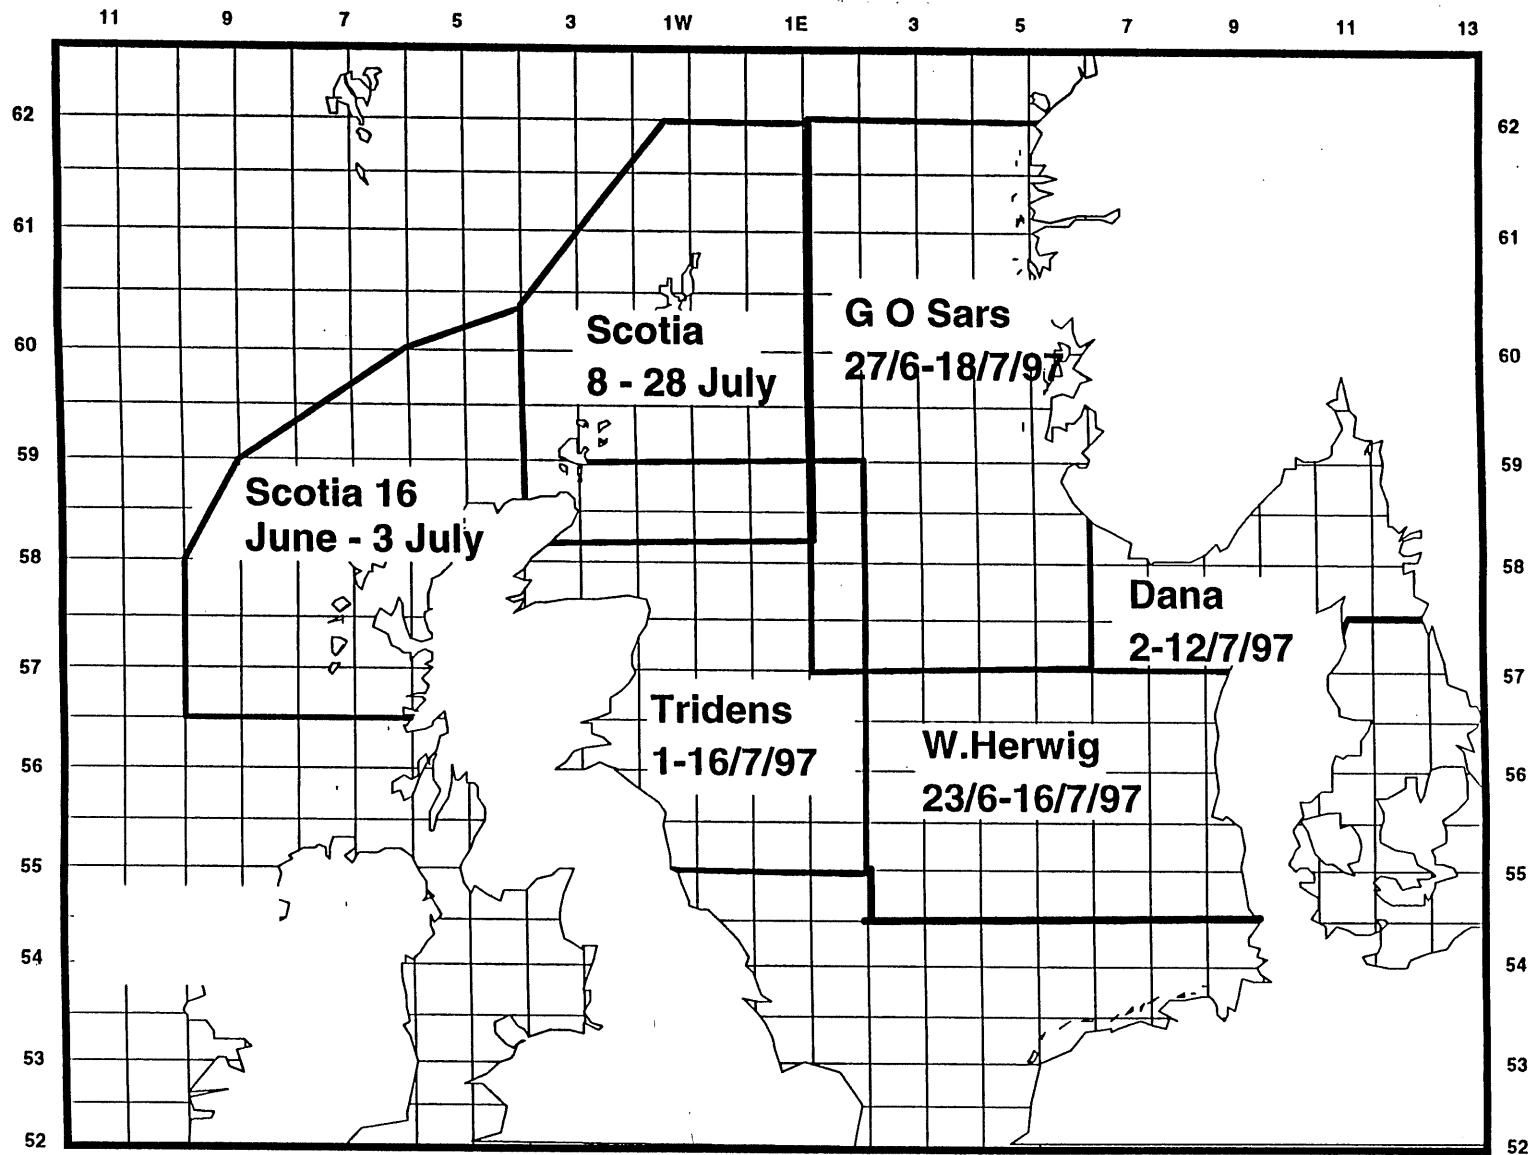 11 9 7 5 3 1W 1E 3 5 7 9 11 13
62 62
61 61
G O Sars
27/6-18/7/97
Scotia
8 - 28 July
60 60
59 59
Scotia 16
June - 3 July
58 58
Dana
2-12/7/97
57 57
Tridens
1-16/7/97
W.Herwig
23/6-16/7/97
56 56
55 55
54 54
53 53
52 52